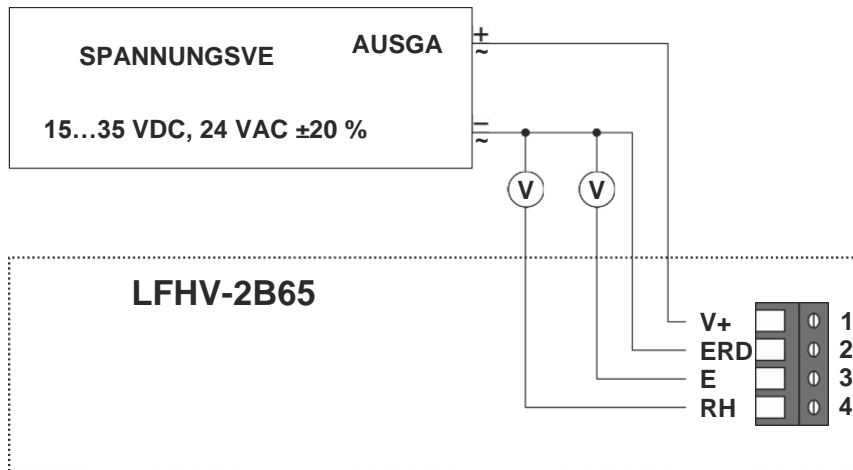 SPANNUNGSVE
AUSGA
+
~
15…35 VDC, 24 VAC ±20 %
–
~
V
V
LFHV-2B65
V+
1
ERD
2
E
3
RH
4